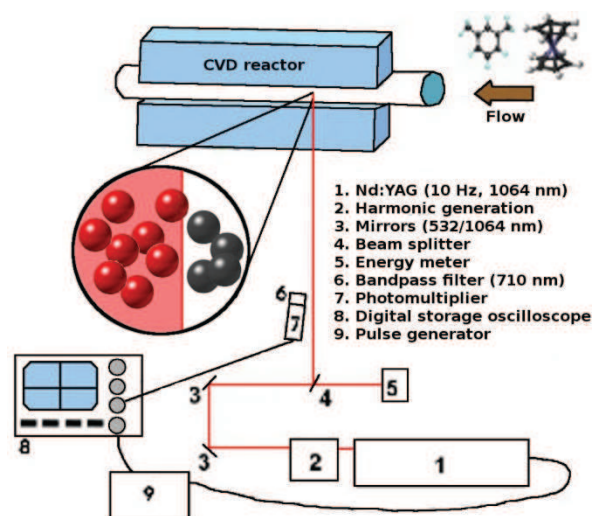 CVD reactor
Flow
1. Nd:YAG (10 Hz, 1064 nm)
2. Harmonic generation
3. Mirrors (532/1064 nm)
4. Beam splitter
5. Energy meter
6. Bandpass filter (710 nm)
7. Photomultiplier
8. Digital storage oscilloscope
9. Pulse generator
6
7
3
4
5
8
3
2
1
9